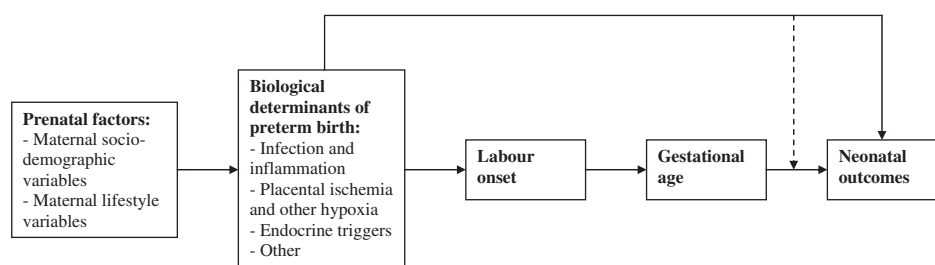 Prenatal factors:
- Maternal socio-
demographic
variables
- Maternal lifestyle
variables
Biological
determinants of
preterm birth:
- Infection and
inflammation
- Placental ischemia
and other hypoxia
- Endocrine triggers
- Other
Labour
onset
Gestational
age
Neonatal
outcomes